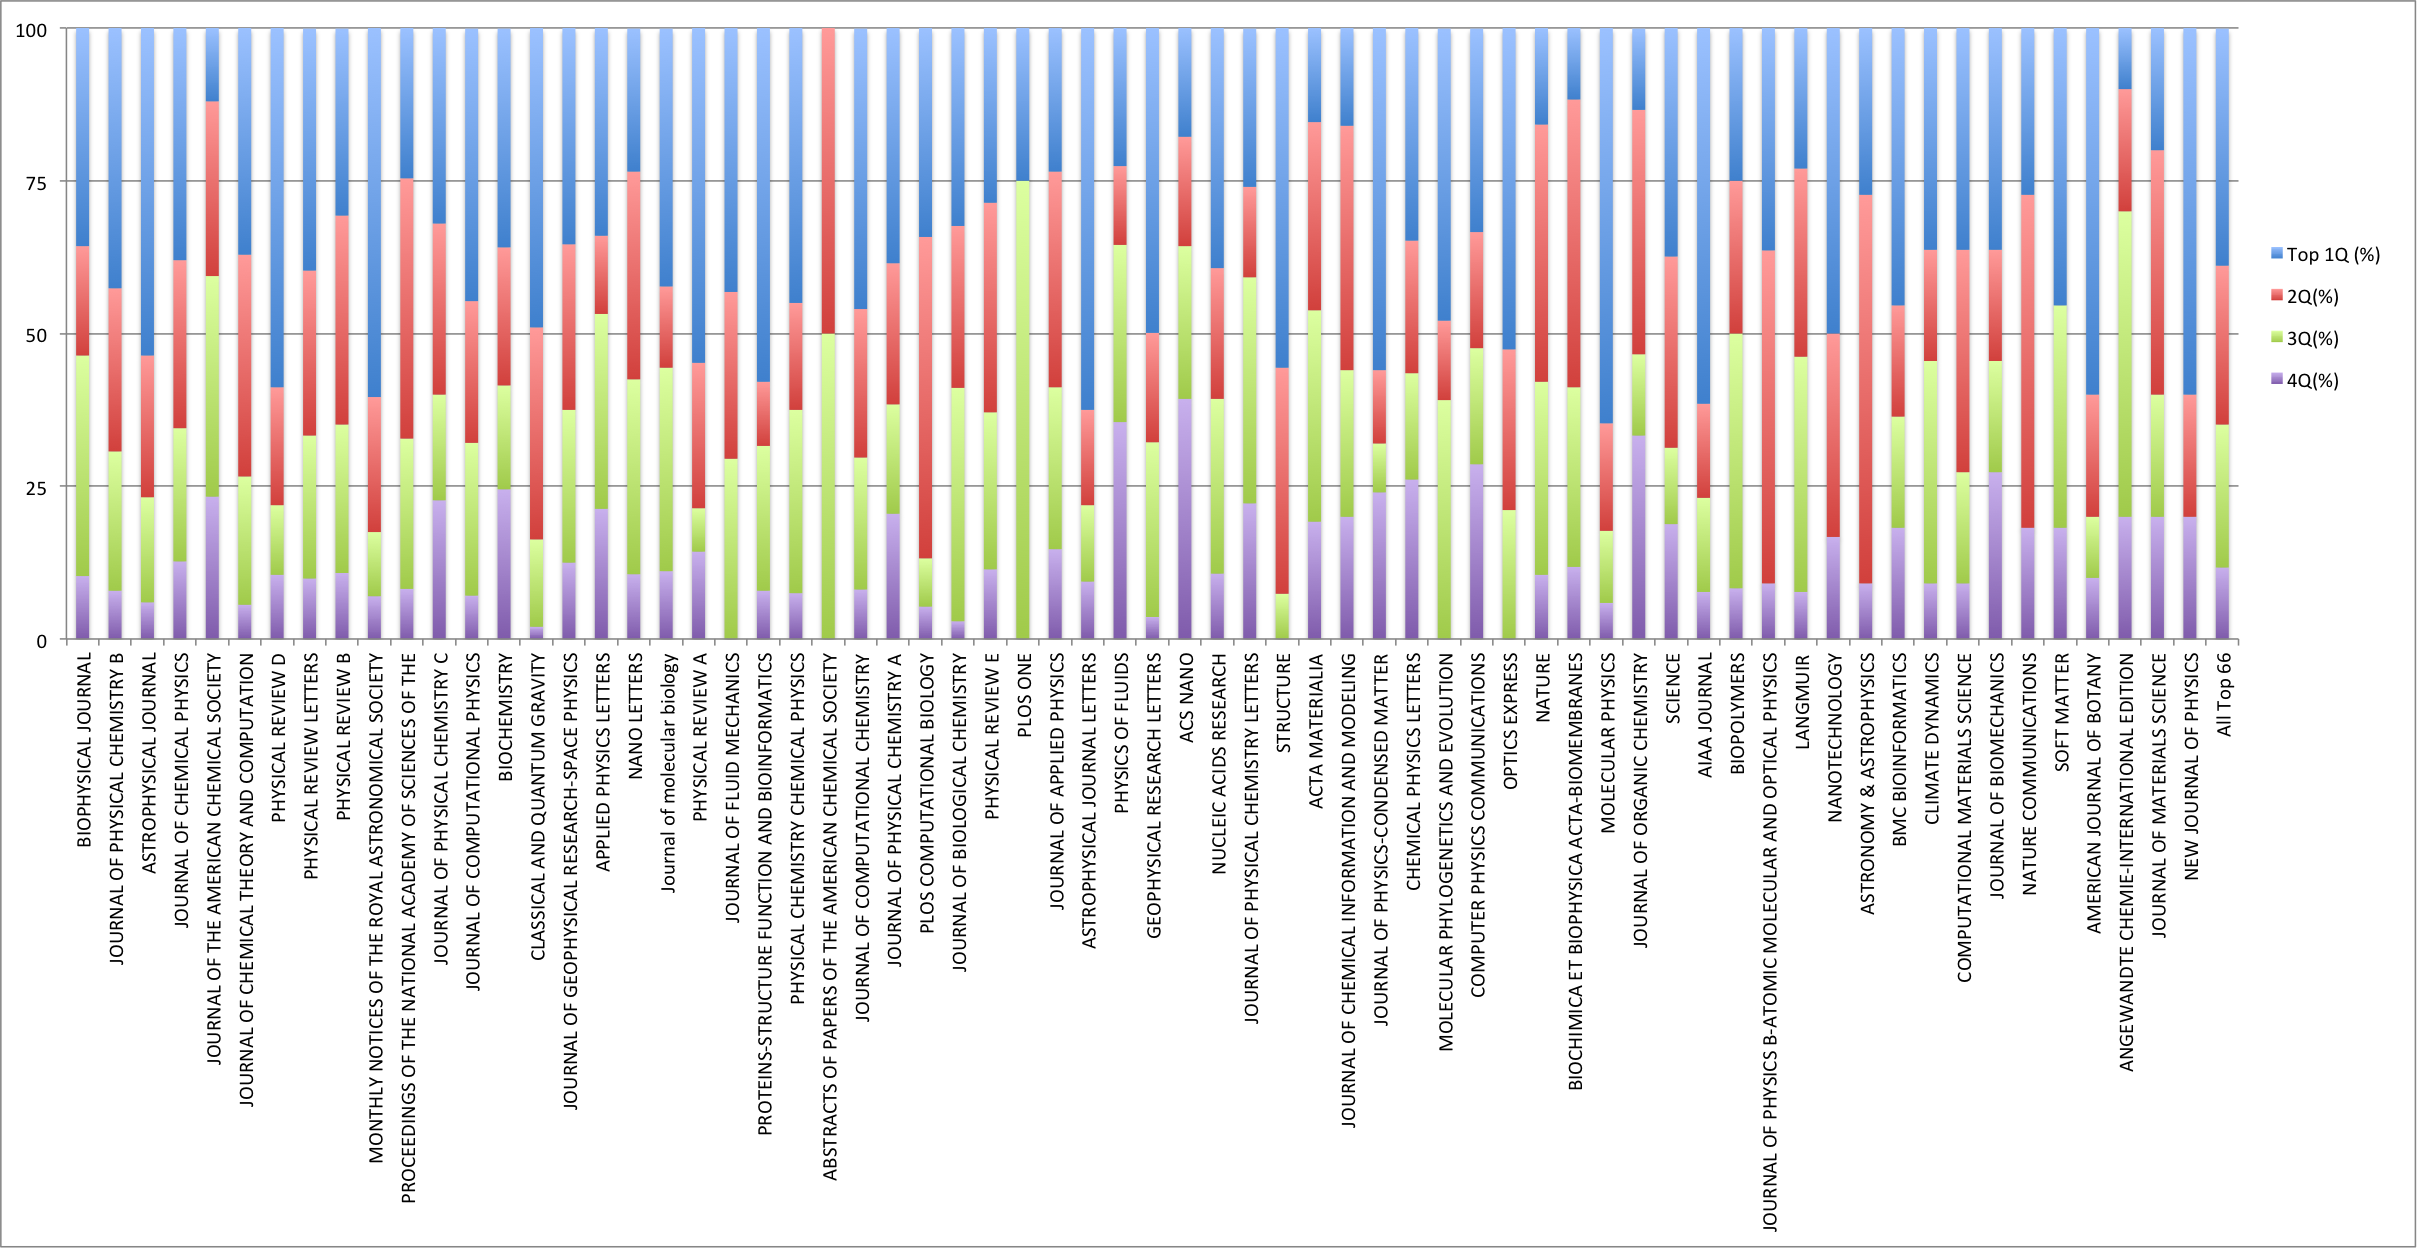 100
75
50
25
0
BIOPHYSICAL JOURNAL
JOURNAL OF PHYSICAL CHEMISTRY B
ASTROPHYSICAL JOURNAL
JOURNAL OF CHEMICAL PHYSICS
JOURNAL OF THE AMERICAN CHEMICAL SOCIETY
JOURNAL OF CHEMICAL THEORY AND COMPUTATION
PHYSICAL REVIEW D
PHYSICAL REVIEW LETTERS
PHYSICAL REVIEW B
MONTHLY NOTICES OF THE ROYAL ASTRONOMICAL SOCIETY
PROCEEDINGS OF THE NATIONAL ACADEMY OF SCIENCES OF THE
JOURNAL OF PHYSICAL CHEMISTRY C
JOURNAL OF COMPUTATIONAL PHYSICS
BIOCHEMISTRY
CLASSICAL AND QUANTUM GRAVITY
JOURNAL OF GEOPHYSICAL RESEARCH-SPACE PHYSICS
APPLIED PHYSICS LETTERS
NANO LETTERS
Journal of molecular biology
PHYSICAL REVIEW A
JOURNAL OF FLUID MECHANICS
PROTEINS-STRUCTURE FUNCTION AND BIOINFORMATICS
PHYSICAL CHEMISTRY CHEMICAL PHYSICS
ABSTRACTS OF PAPERS OF THE AMERICAN CHEMICAL SOCIETY
JOURNAL OF COMPUTATIONAL CHEMISTRY
JOURNAL OF PHYSICAL CHEMISTRY A
PLOS COMPUTATIONAL BIOLOGY
JOURNAL OF BIOLOGICAL CHEMISTRY
PHYSICAL REVIEW E
PLOS ONE
JOURNAL OF APPLIED PHYSICS
ASTROPHYSICAL JOURNAL LETTERS
PHYSICS OF FLUIDS
GEOPHYSICAL RESEARCH LETTERS
ACS NANO
NUCLEIC ACIDS RESEARCH
JOURNAL OF PHYSICAL CHEMISTRY LETTERS
STRUCTURE
ACTA MATERIALIA
JOURNAL OF CHEMICAL INFORMATION AND MODELING
JOURNAL OF PHYSICS-CONDENSED MATTER
CHEMICAL PHYSICS LETTERS
MOLECULAR PHYLOGENETICS AND EVOLUTION
COMPUTER PHYSICS COMMUNICATIONS
OPTICS EXPRESS
NATURE
BIOCHIMICA ET BIOPHYSICA ACTA-BIOMEMBRANES
MOLECULAR PHYSICS
JOURNAL OF ORGANIC CHEMISTRY
SCIENCE
AIAA JOURNAL
BIOPOLYMERS
JOURNAL OF PHYSICS B-ATOMIC MOLECULAR AND OPTICAL PHYSICS
LANGMUIR
NANOTECHNOLOGY
ASTRONOMY & ASTROPHYSICS
BMC BIOINFORMATICS
CLIMATE DYNAMICS
COMPUTATIONAL MATERIALS SCIENCE
JOURNAL OF BIOMECHANICS
NATURE COMMUNICATIONS
SOFT MATTER
AMERICAN JOURNAL OF BOTANY
ANGEWANDTE CHEMIE-INTERNATIONAL EDITION
JOURNAL OF MATERIALS SCIENCE
NEW JOURNAL OF PHYSICS
All Top 66
Top 1Q (%)
2Q(%)
3Q(%)
4Q(%)